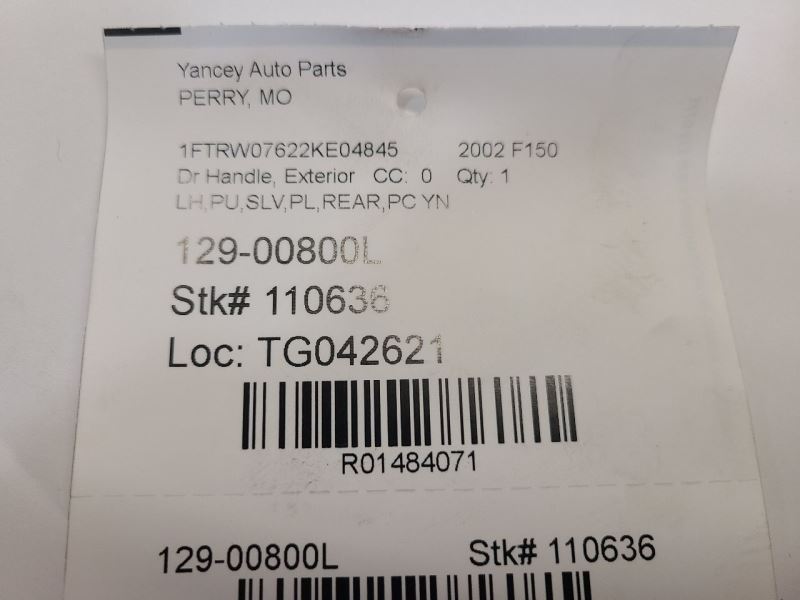 Yancey Auto Parts
PERRY, MO
1FTRW07622KE04845 2002 F150
Dr Handle, Exterior CC: 0 Qty: 1
LH,PU,SLV,PL,REAR,PC YN
129-00800L
Stk# 110636
Loc: TG042621
R01484071
129-00800L Stk# 110636